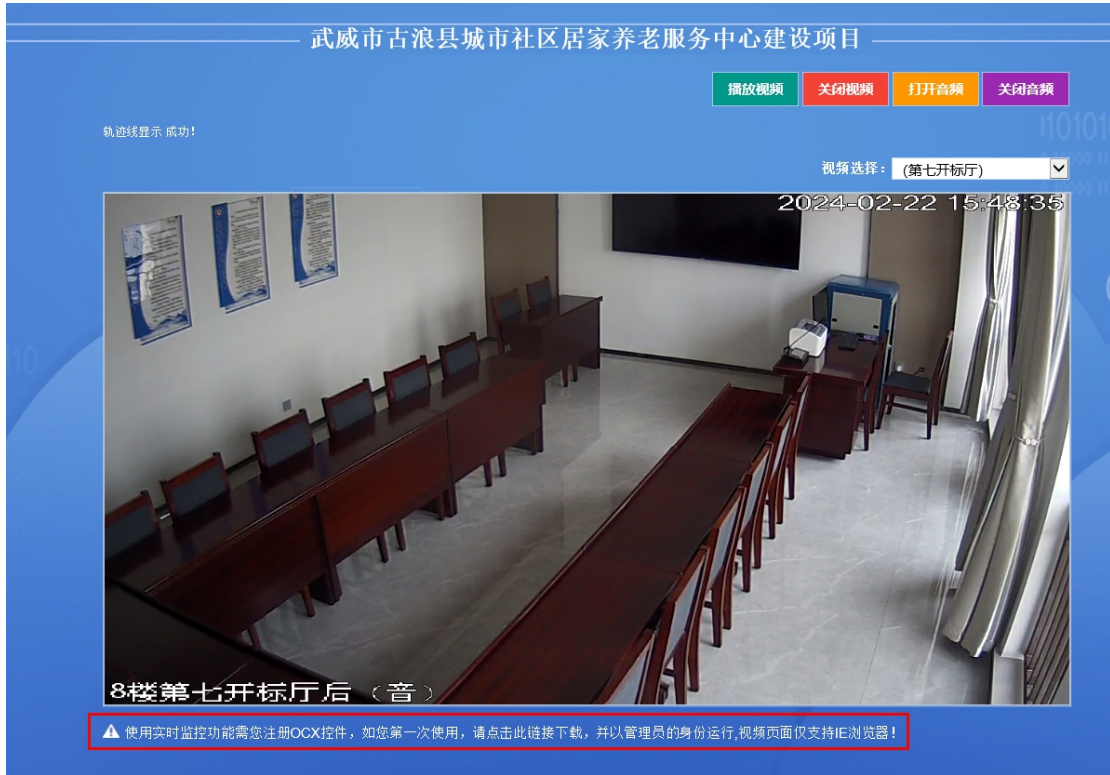 武威市古浪县城市社区居家养老服务中心建设项目
播放视频 关闭视频 打开音频 关闭音频
轨迹线显示 成功!
视频选择: (第七开标厅)
2024-02-22 15:48:35
8楼第七开标厅后（音）
使用实时监控功能需您注册OCX控件，如您第一次使用，请点击此链接下载，并以管理员的身份运行,视频页面仅支持IE浏览器!